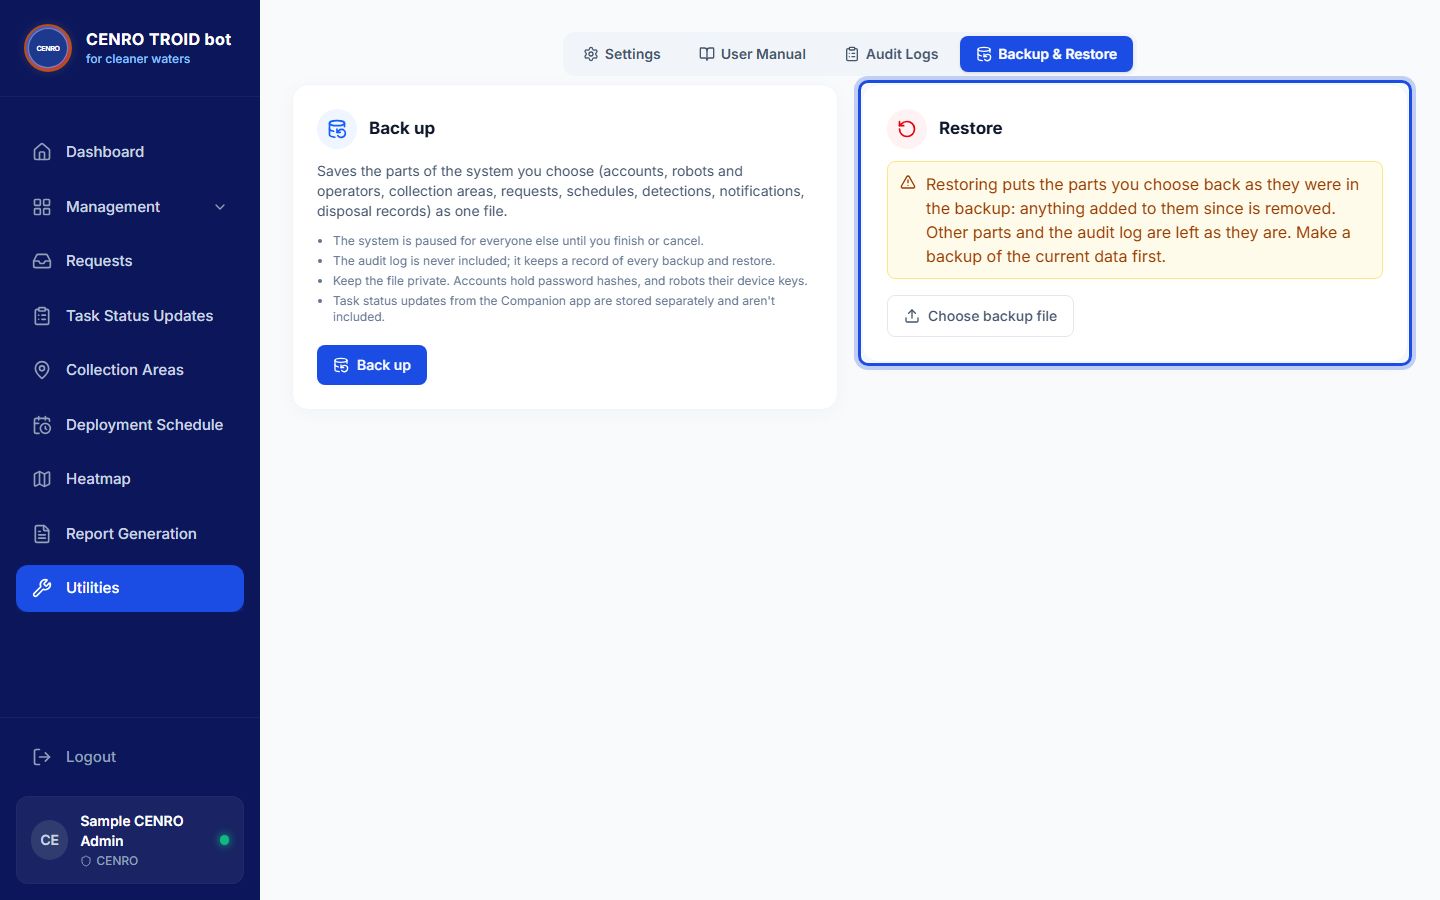 CENRO
CENRO TROID bot
for cleaner waters
Dashboard
Management
Requests
Task Status Updates
Collection Areas
Deployment Schedule
Heatmap
Report Generation
Utilities
Logout
CE
Sample CENRO
Admin
CENRO
Settings
User Manual
Audit Logs
Backup & Restore
Back up
Saves the parts of the system you choose (accounts, robots and
operators, collection areas, requests, schedules, detections, notifications,
disposal records) as one file.
• The system is paused for everyone else until you finish or cancel.
• The audit log is never included; it keeps a record of every backup and restore.
• Keep the file private. Accounts hold password hashes, and robots their device keys.
• Task status updates from the Companion app are stored separately and aren't
included.
Back up
Restore
Restoring puts the parts you choose back as they were in
the backup: anything added to them since is removed.
Other parts and the audit log are left as they are. Make a
backup of the current data first.
Choose backup file